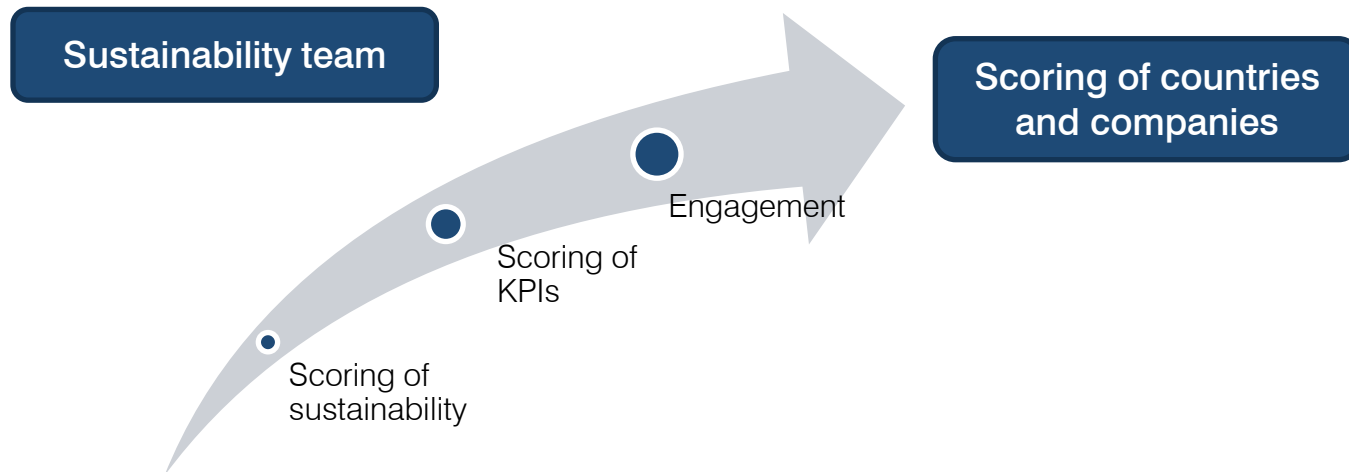 Sustainability team
Scoring of countries
and companies
Engagement
Scoring of
KPIs
Scoring of
sustainability